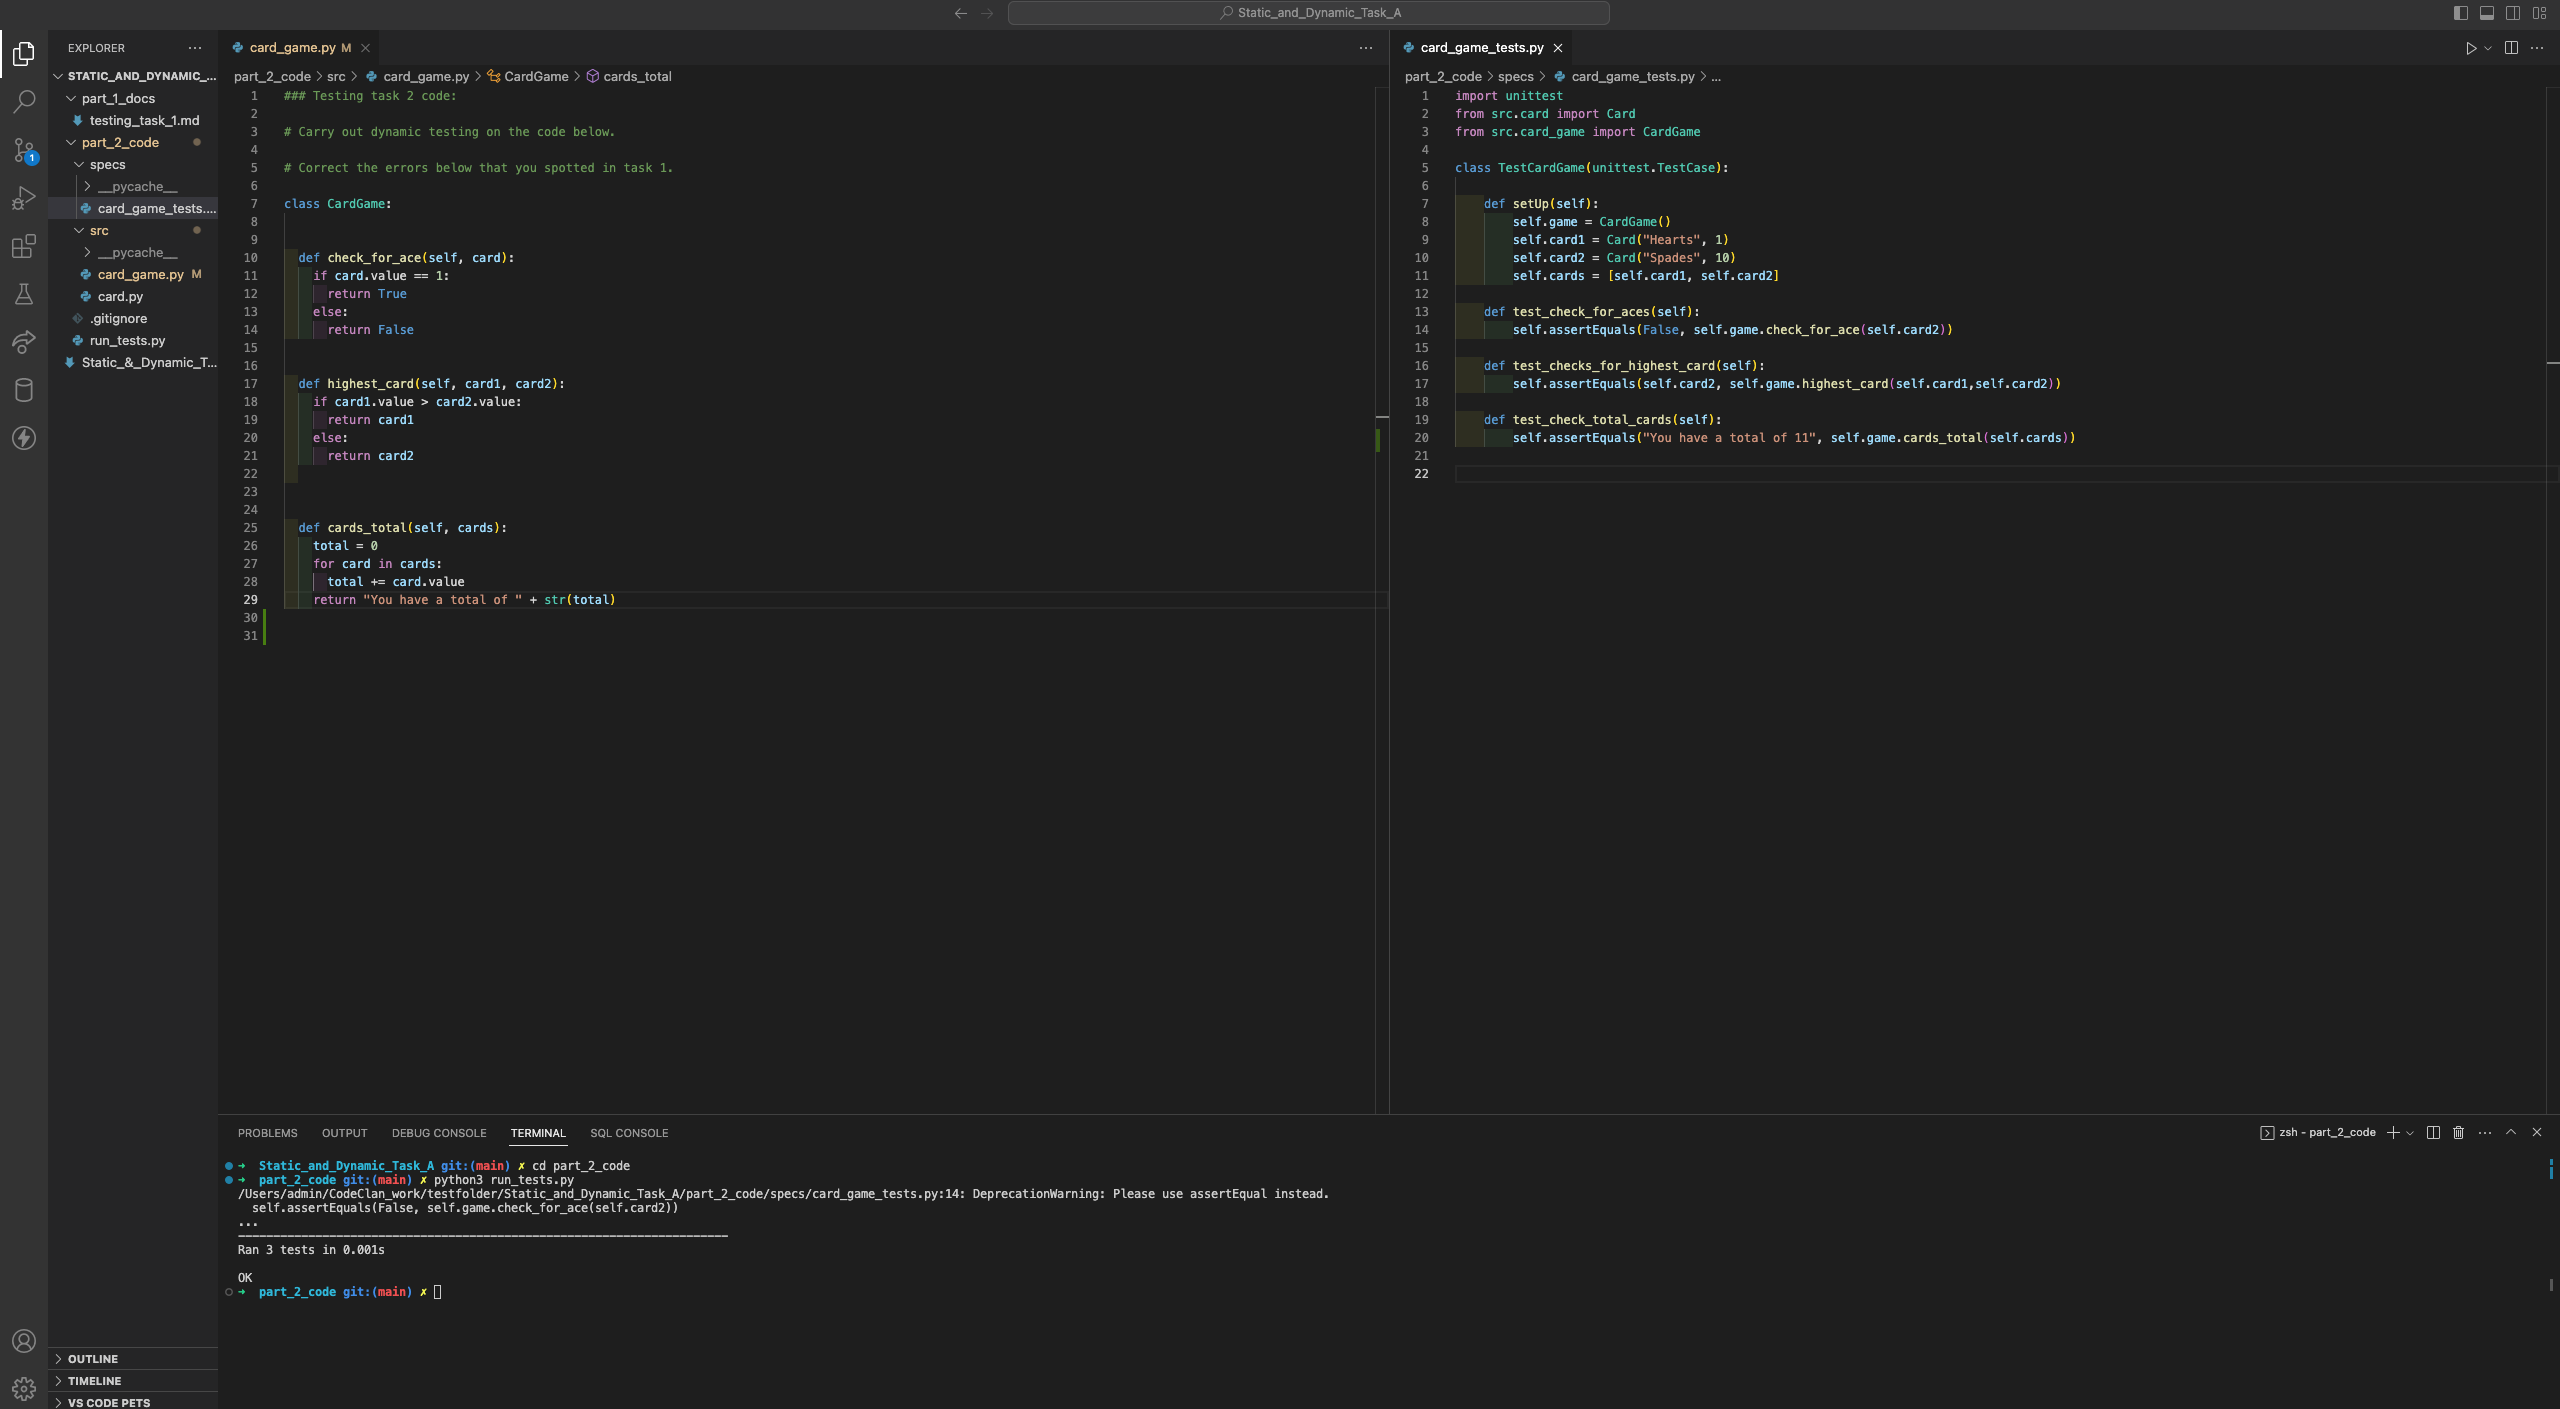 Static_and_Dynamic_Task_A
EXPLORER
STATIC_AND_DYNAMIC_...
part_1_docs
testing_task_1.md
part_2_code
specs
__pycache__
card_game_tests....
src
__pycache__
card_game.py M
card.py
.gitignore
run_tests.py
Static_&_Dynamic_T...
OUTLINE
TIMELINE
VS CODE PETS
1
card_game.py M
part_2_code > src > card_game.py > CardGame > cards_total
1 ### Testing task 2 code:
2
3 # Carry out dynamic testing on the code below.
4
5 # Correct the errors below that you spotted in task 1.
6
7 class CardGame:
8
9
10 def check_for_ace(self, card):
11 if card.value == 1:
12 return True
13 else:
14 return False
15
16
17 def highest_card(self, card1, card2):
18 if card1.value > card2.value:
19 return card1
20 else:
21 return card2
22
23
24
25 def cards_total(self, cards):
26 total = 0
27 for card in cards:
28 total += card.value
29 return "You have a total of " + str(total)
30
31
card_game_tests.py
part_2_code > specs > card_game_tests.py > ...
1 import unittest
2 from src.card import Card
3 from src.card_game import CardGame
4
5 class TestCardGame(unittest.TestCase):
6
7 def setUp(self):
8 self.game = CardGame()
9 self.card1 = Card("Hearts", 1)
10 self.card2 = Card("Spades", 10)
11 self.cards = [self.card1, self.card2]
12
13 def test_check_for_aces(self):
14 self.assertEquals(False, self.game.check_for_ace(self.card2))
15
16 def test_checks_for_highest_card(self):
17 self.assertEquals(self.card2, self.game.highest_card(self.card1,self.card2))
18
19 def test_check_total_cards(self):
20 self.assertEquals("You have a total of 11", self.game.cards_total(self.cards))
21
22
PROBLEMS OUTPUT DEBUG CONSOLE TERMINAL SQL CONSOLE
zsh - part_2_code
➜ Static_and_Dynamic_Task_A git:(main) ✗ cd part_2_code
➜ part_2_code git:(main) ✗ python3 run_tests.py
/Users/admin/CodeClan_work/testfolder/Static_and_Dynamic_Task_A/part_2_code/specs/card_game_tests.py:14: DeprecationWarning: Please use assertEqual instead.
self.assertEquals(False, self.game.check_for_ace(self.card2))
...
----------------------------------------------------------------------
Ran 3 tests in 0.001s
OK
➜ part_2_code git:(main) ✗